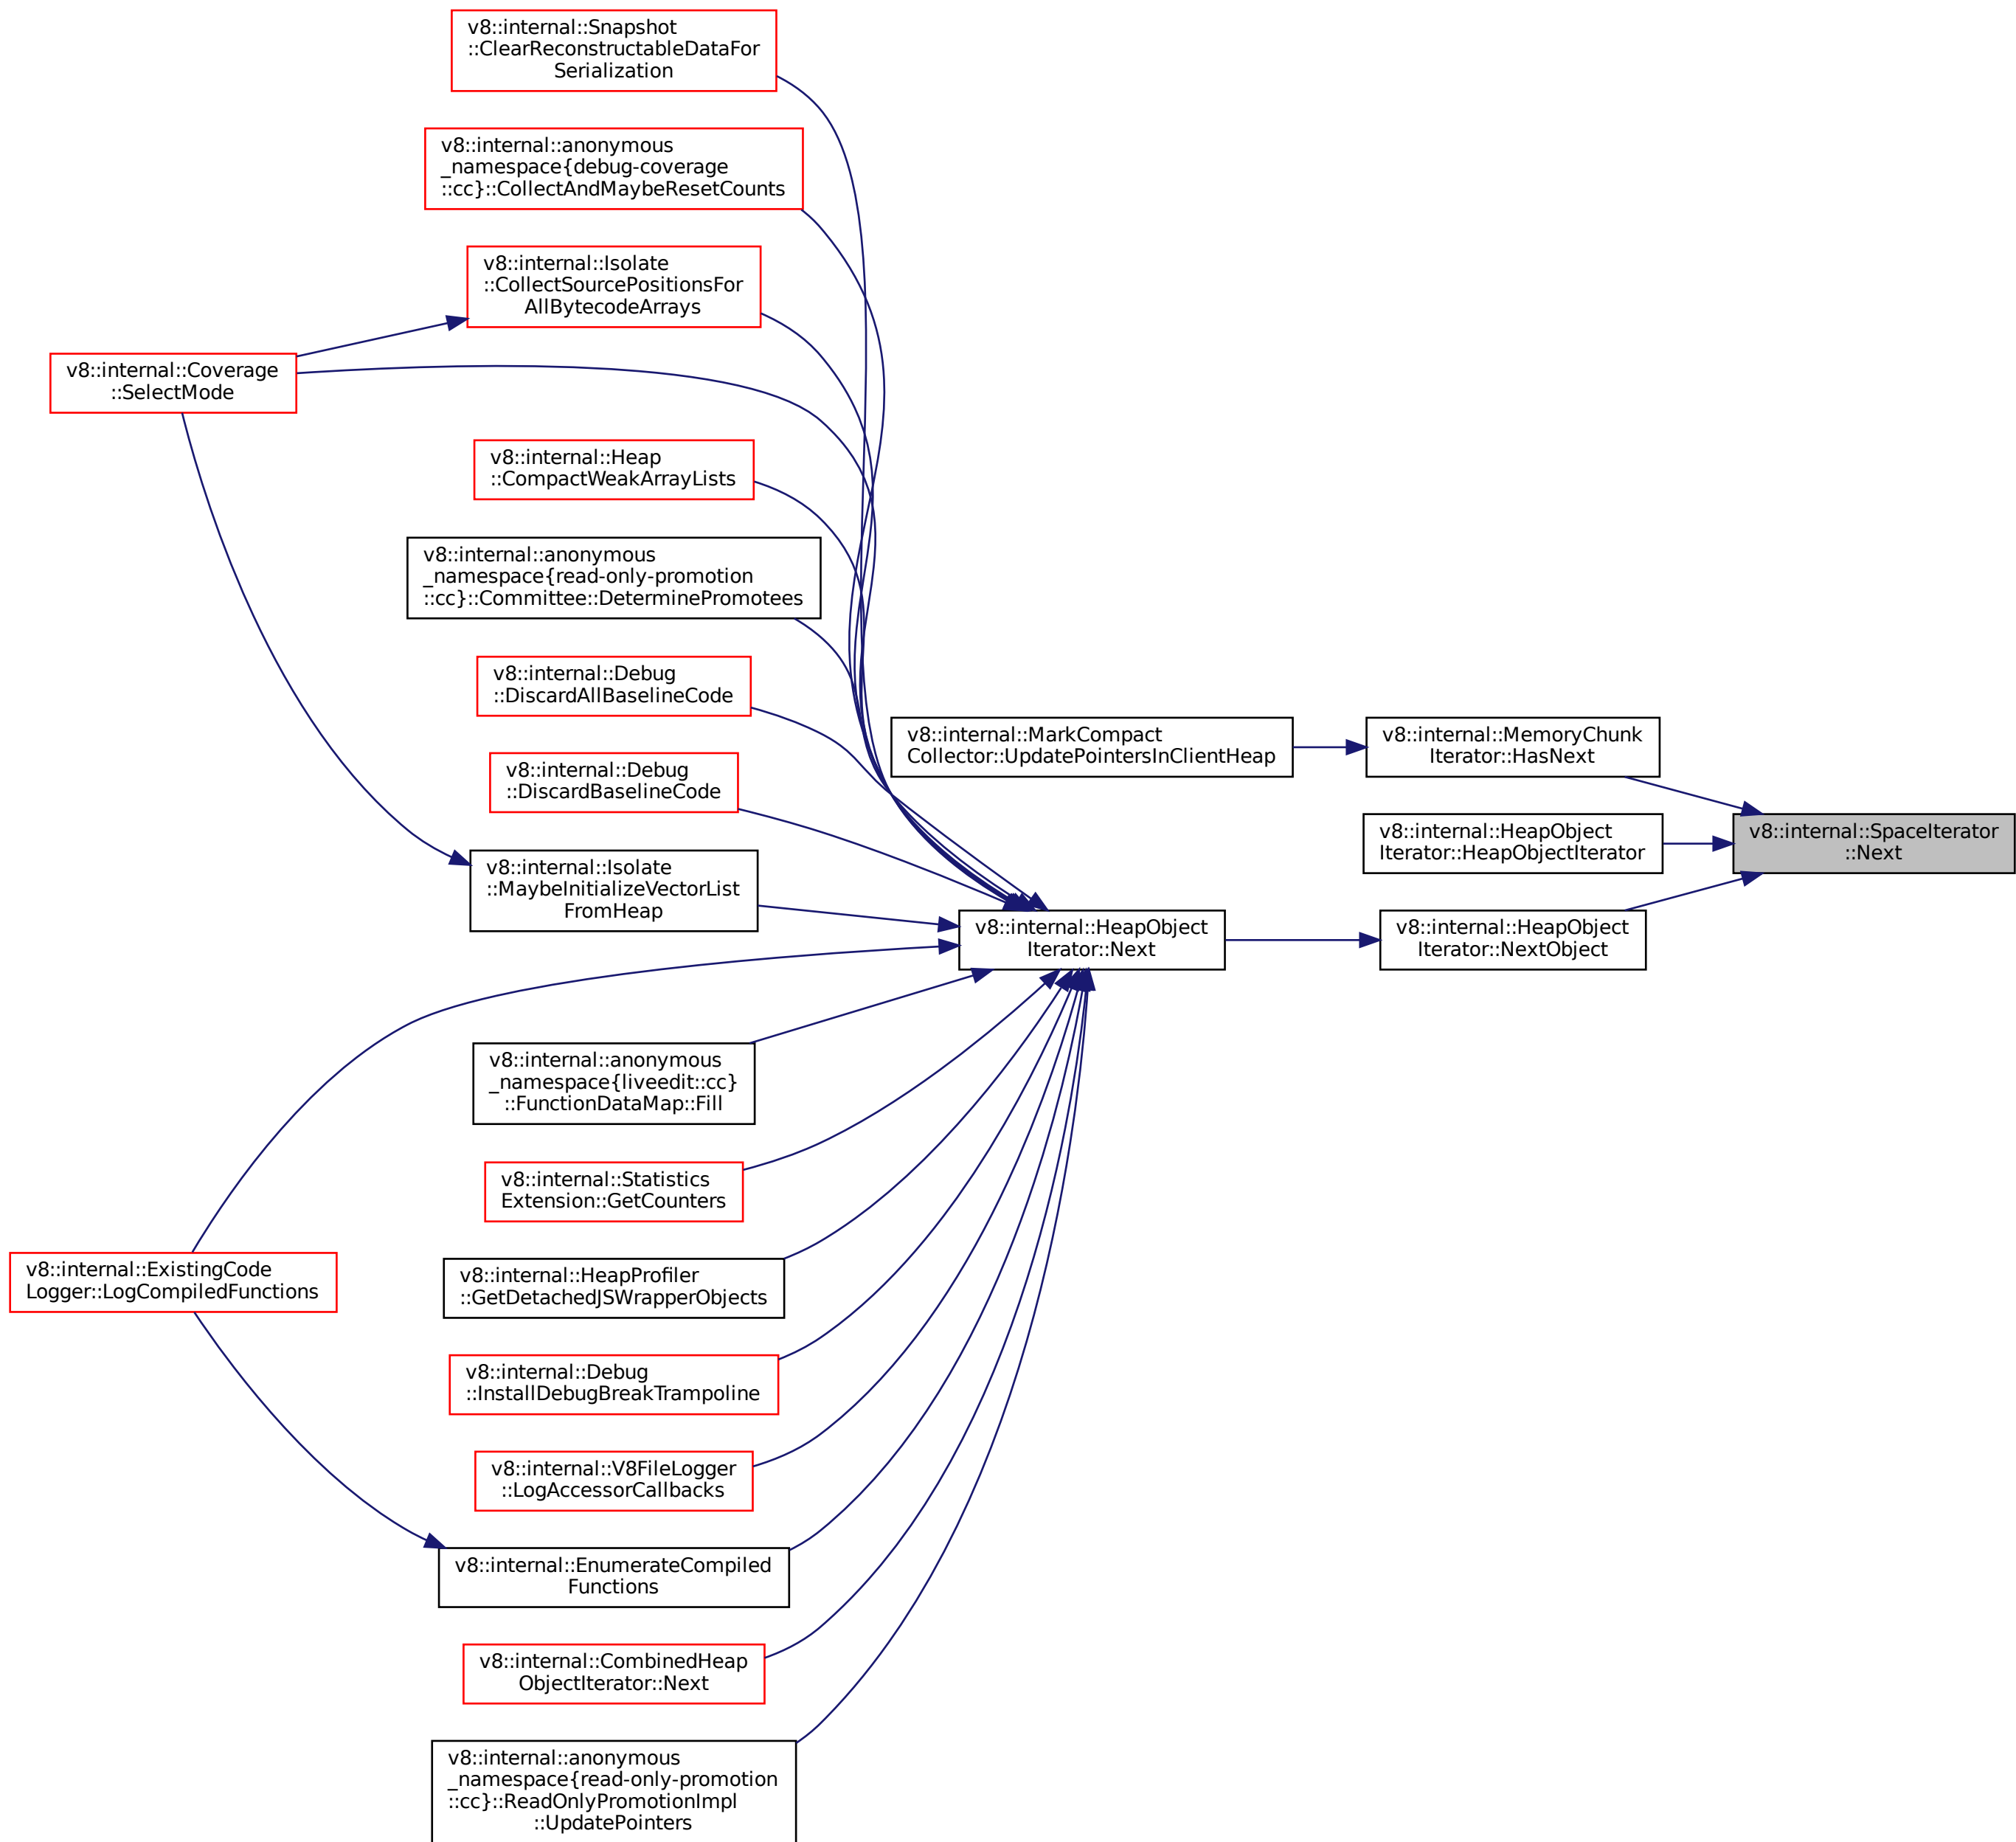 v8::internal::Snapshot
::ClearReconstructableDataFor
Serialization
v8::internal::anonymous
_namespace{debug-coverage
::cc}::CollectAndMaybeResetCounts
v8::internal::Isolate
::CollectSourcePositionsFor
AllBytecodeArrays
v8::internal::Coverage
::SelectMode
v8::internal::Heap
::CompactWeakArrayLists
v8::internal::anonymous
_namespace{read-only-promotion
::cc}::Committee::DeterminePromotees
v8::internal::Debug
::DiscardAllBaselineCode
v8::internal::MarkCompact
Collector::UpdatePointersInClientHeap
v8::internal::MemoryChunk
Iterator::HasNext
v8::internal::Debug
::DiscardBaselineCode
v8::internal::HeapObject
Iterator::HeapObjectIterator
v8::internal::SpaceIterator
::Next
v8::internal::Isolate
::MaybeInitializeVectorList
FromHeap
v8::internal::HeapObject
Iterator::Next
v8::internal::HeapObject
Iterator::NextObject
v8::internal::anonymous
_namespace{liveedit::cc}
::FunctionDataMap::Fill
v8::internal::Statistics
Extension::GetCounters
v8::internal::ExistingCode
Logger::LogCompiledFunctions
v8::internal::HeapProfiler
::GetDetachedJSWrapperObjects
v8::internal::Debug
::InstallDebugBreakTrampoline
v8::internal::V8FileLogger
::LogAccessorCallbacks
v8::internal::EnumerateCompiled
Functions
v8::internal::CombinedHeap
ObjectIterator::Next
v8::internal::anonymous
_namespace{read-only-promotion
::cc}::ReadOnlyPromotionImpl
::UpdatePointers